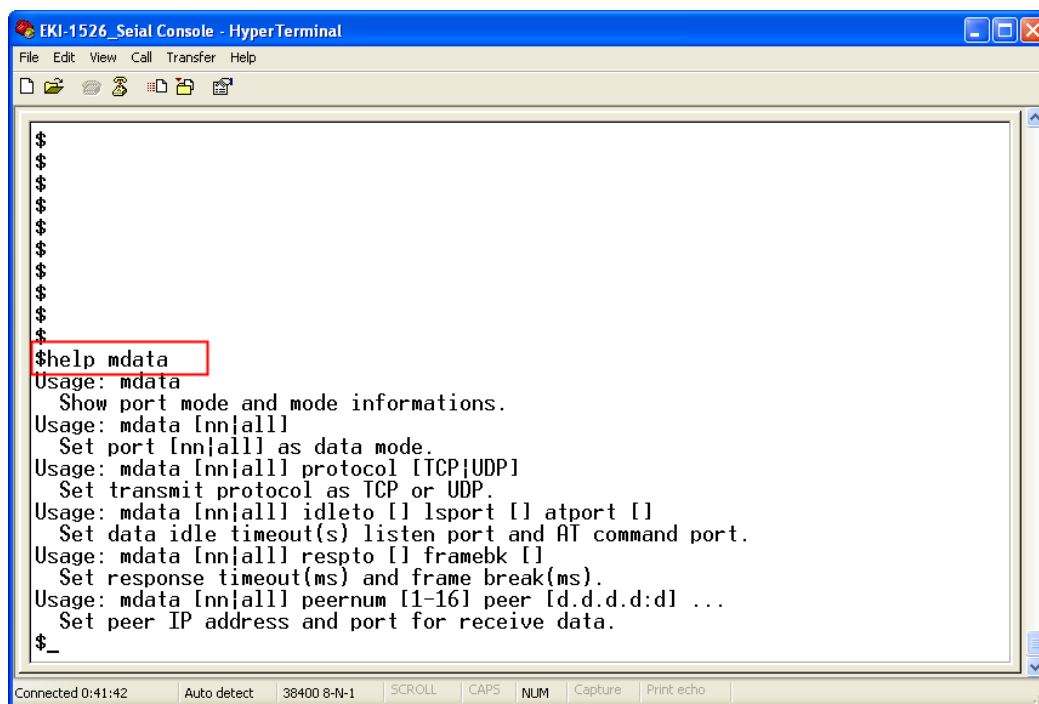 EKI-1526_Seial Console - HyperTerminal
File Edit View Call Transfer Help
$
$
$
$
$
$
$
$
$
$
$help mdata
Usage: mdata
Show port mode and mode informations.
Usage: mdata [nn|all]
Set port [nn|all] as data mode.
Usage: mdata [nn|all] protocol [TCP|UDP]
Set transmit protocol as TCP or UDP.
Usage: mdata [nn|all] idleto [] lsport [] atport []
Set data idle timeout(s) listen port and AT command port.
Usage: mdata [nn|all] respto [] framebk []
Set response timeout(ms) and frame break(ms).
Usage: mdata [nn|all] peernum [1-16] peer [d.d.d.d:d] ...
Set peer IP address and port for receive data.
$_
Connected 0:41:42 Auto detect 38400 8-N-1 SCROLL CAPS NUM Capture Print echo